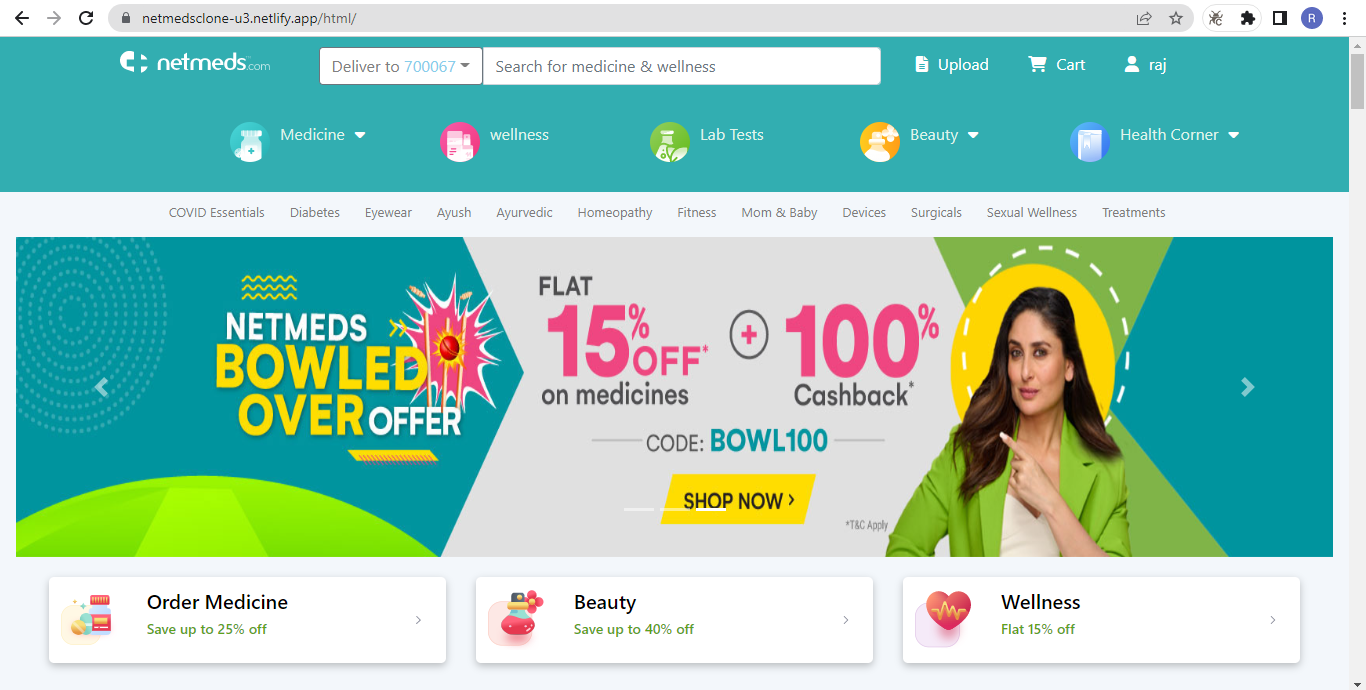 netmedsclone-u3.netlify.app/html/
R
netmeds.com
Deliver to 700067
Search for medicine & wellness
Upload
Cart
raj
Medicine
wellness
Lab Tests
Beauty
Health Corner
COVID Essentials
Diabetes
Eyewear
Ayush
Ayurvedic
Homeopathy
Fitness
Mom & Baby
Devices
Surgicals
Sexual Wellness
Treatments
NETMEDS
BOWLED
OVER OFFER
FLAT
15% OFF*
on medicines
100%
Cashback*
CODE: BOWL100
SHOP NOW
*T&C Apply
Order Medicine
Save up to 25% off
Beauty
Save up to 40% off
Wellness
Flat 15% off